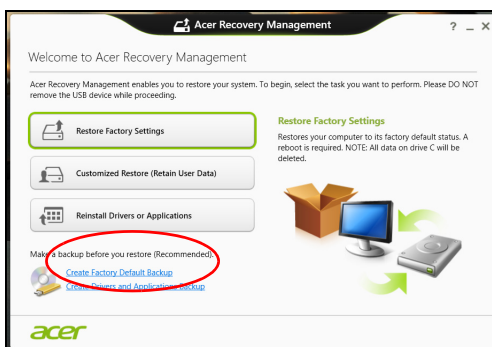 Acer Recovery Management
? _ ×
Welcome to Acer Recovery Management
Acer Recovery Management enables you to restore your system. To begin, select the task you want to perform. Please DO NOT
remove the USB device while proceeding.
Restore Factory Settings
Customized Restore (Retain User Data)
Reinstall Drivers or Applications
Restore Factory Settings
Restores your computer to its factory default status. A
reboot is required. NOTE: All data on drive C will be
deleted.
Make a backup before you restore (Recommended).
Create Factory Default Backup
Create Drivers and Applications Backup
acer